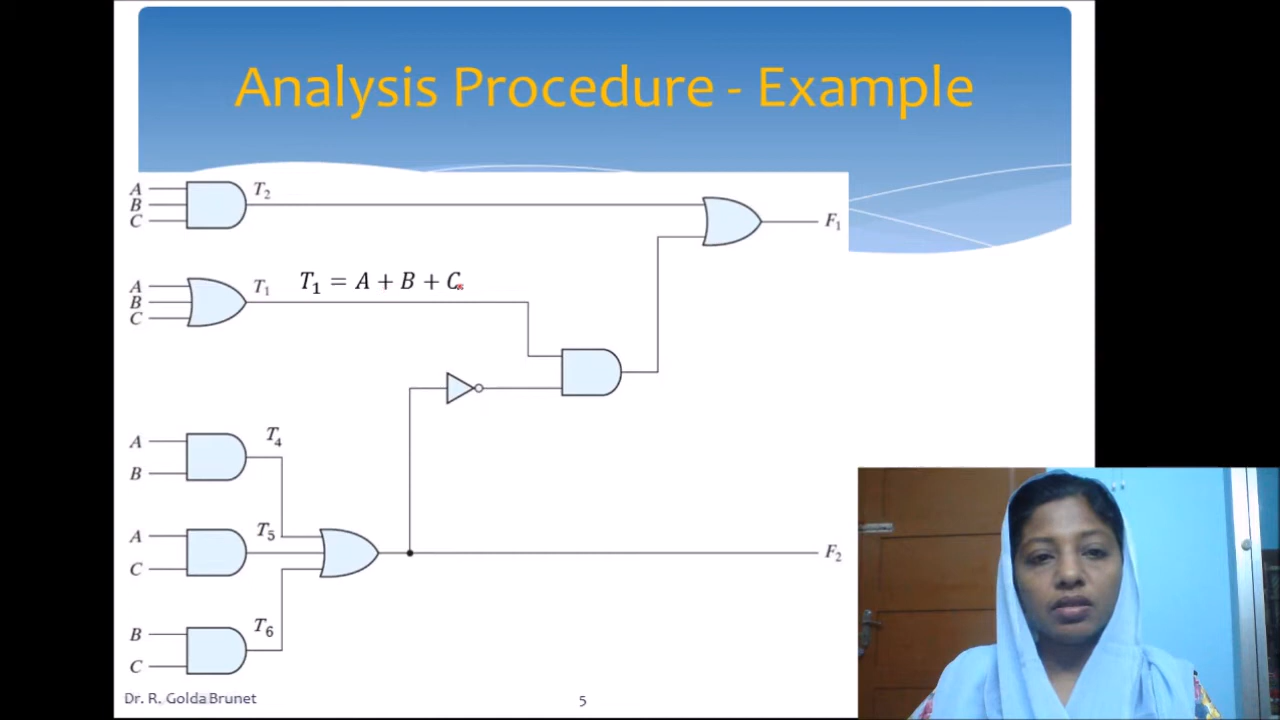 Analysis Procedure - Example
A
B
C
T₂
F₁
A
B
C
T₁
T₁ = A + B + C
A
B
T₄
A
C
T₅
F₂
B
C
T₆
Dr. R. Golda Brunet
5